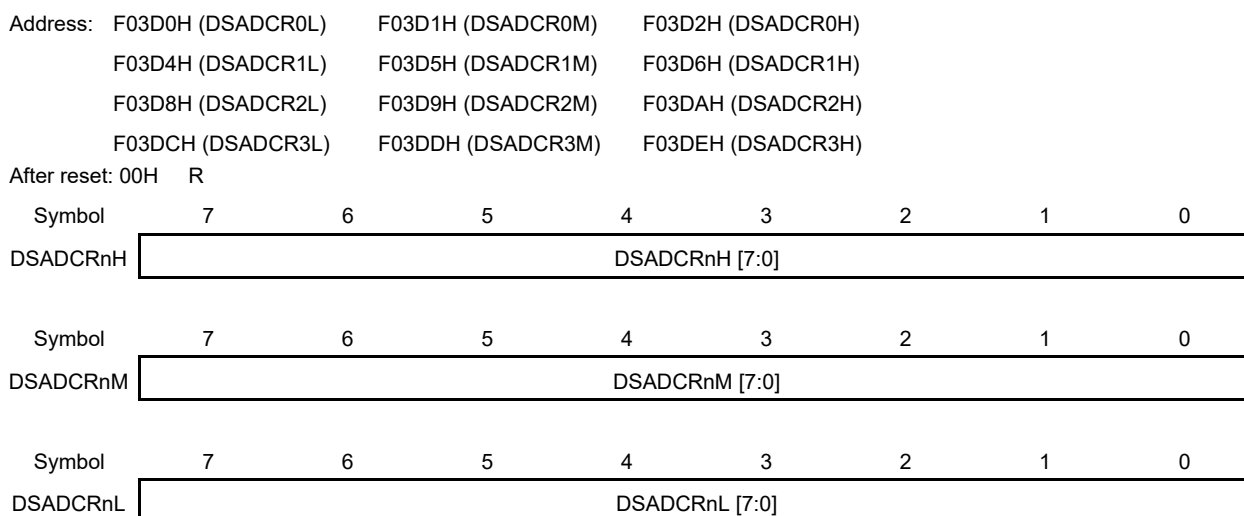 Address: F03D0H (DSADCR0L) F03D1H (DSADCR0M) F03D2H (DSADCR0H)
F03D4H (DSADCR1L) F03D5H (DSADCR1M) F03D6H (DSADCR1H)
F03D8H (DSADCR2L) F03D9H (DSADCR2M) F03DAH (DSADCR2H)
F03DCH (DSADCR3L) F03DDH (DSADCR3M) F03DEH (DSADCR3H)
After reset: 00H R
Symbol 7 6 5 4 3 2 1 0
DSADCRnH DSADCRnH [7:0]
Symbol 7 6 5 4 3 2 1 0
DSADCRnM DSADCRnM [7:0]
Symbol 7 6 5 4 3 2 1 0
DSADCRnL DSADCRnL [7:0]